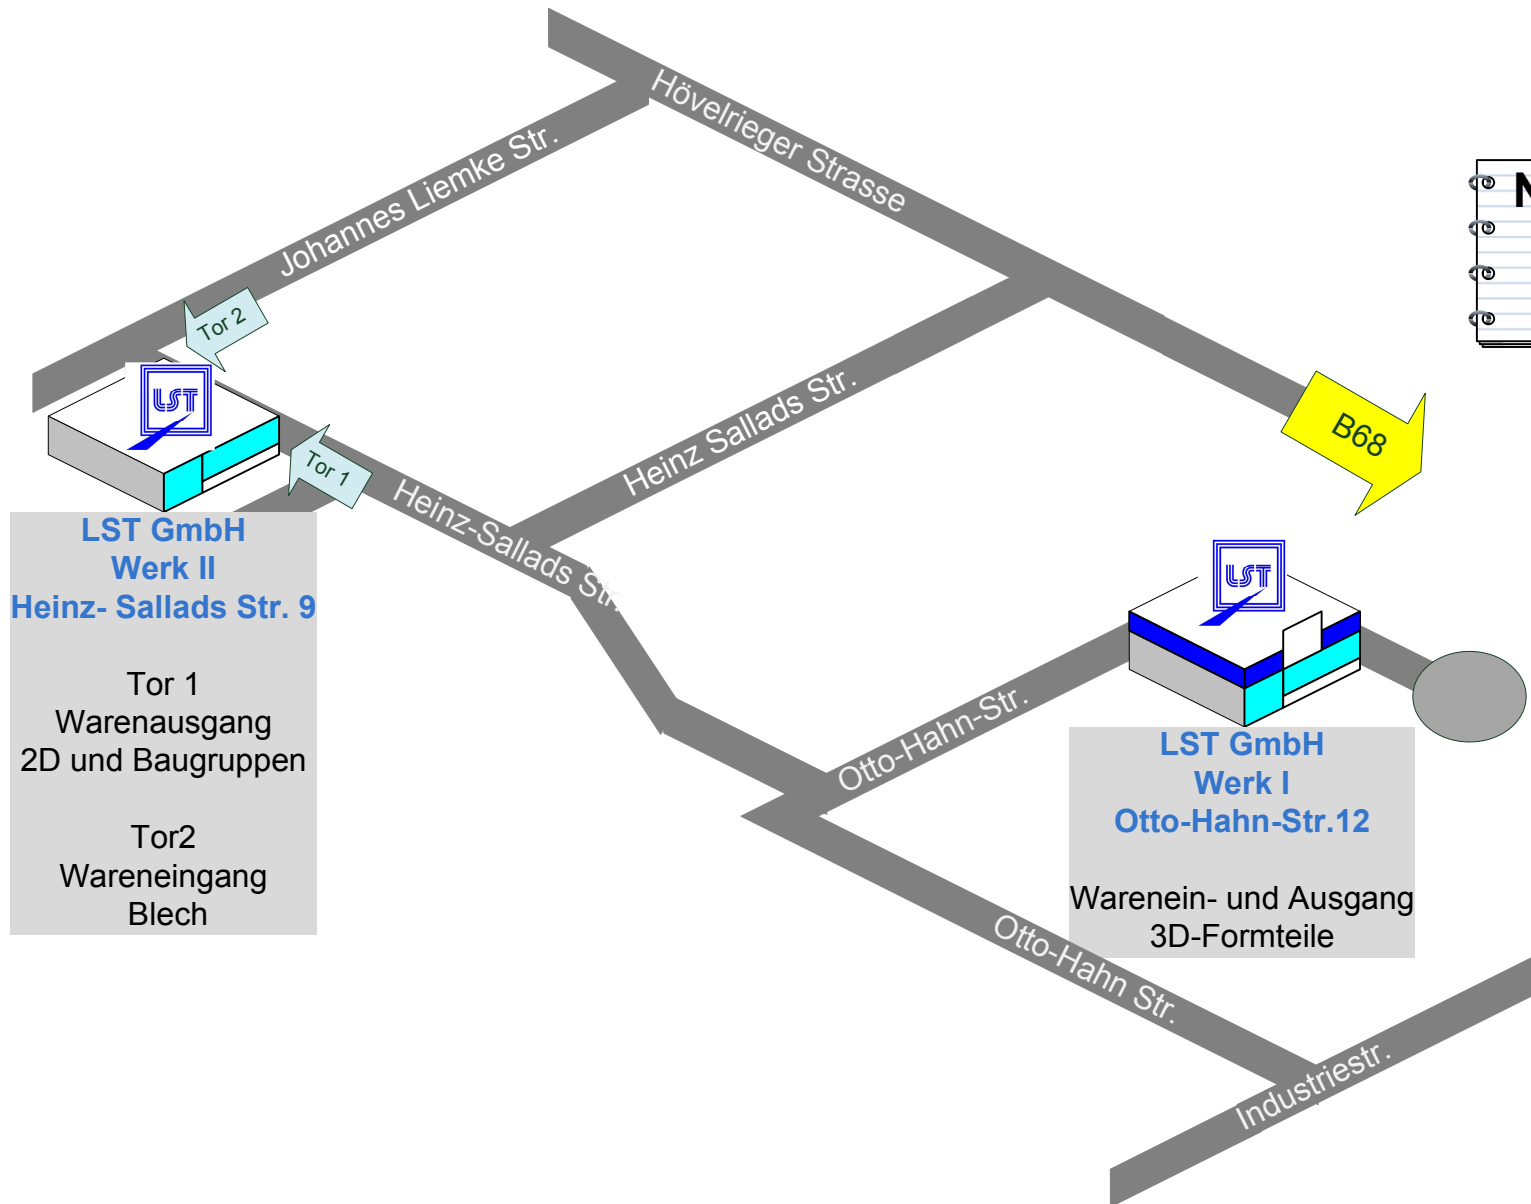 Hövelrieger Strasse
Johannes Liemke Str.
N
Tor 2
Heinz Sallads Str.
B68
LST
Tor 1
Heinz-Sallads Str.
LST GmbH
Werk II
Heinz- Sallads Str. 9
Tor 1
Warenausgang
2D und Baugruppen
Tor2
Wareneingang
Blech
LST
Otto-Hahn-Str.
LST GmbH
Werk I
Otto-Hahn-Str.12
Warenein- und Ausgang
3D-Formteile
Otto-Hahn Str.
Industriestr.